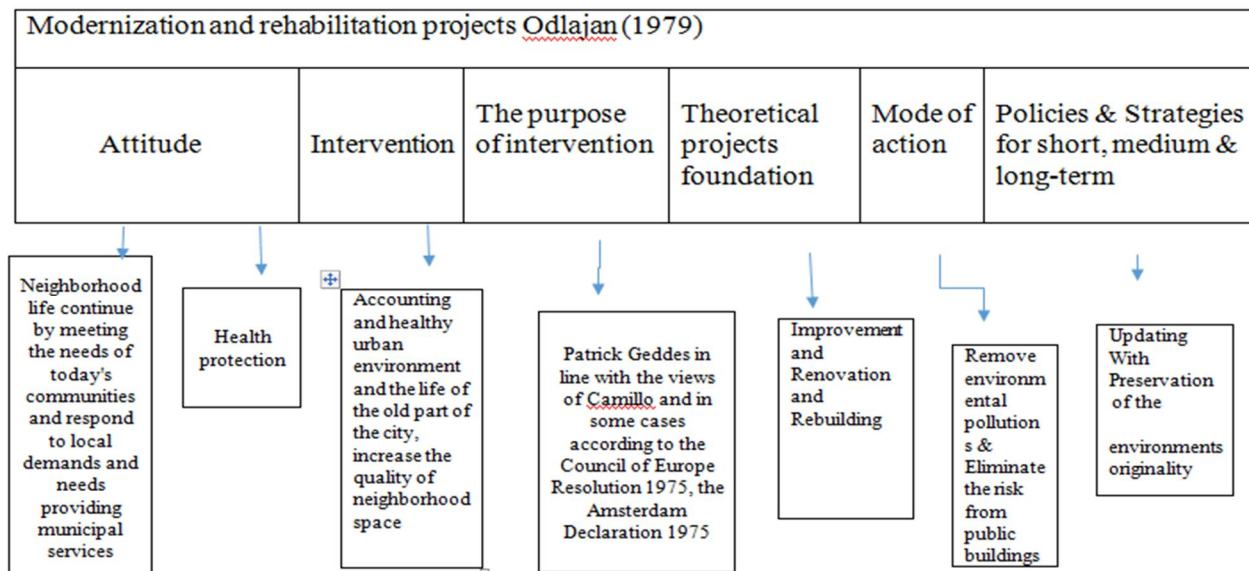 Modernization and rehabilitation projects Odlajan (1979)
Attitude
Intervention
The purpose
of intervention
Theoretical
projects
foundation
Mode of
action
Policies & Strategies
for short, medium &
long-term
Neighborhood
life continue
by meeting
the needs of
today's
communities
and respond
to local
demands and
needs
providing
municipal
services
Health
protection
Accounting
and healthy
urban
environment
and the life of
the old part of
the city,
increase the
quality of
neighborhood
space
Patrick Geddes in
line with the views
of Camillo and in
some cases
according to the
Council of Europe
Resolution 1975, the
Amsterdam
Declaration 1975
Improvement
and
Renovation
and
Rebuilding
Remove
environm
ental
pollution
s &
Eliminate
the risk
from
public
buildings
Updating
With
Preservation
of the
environments
originality